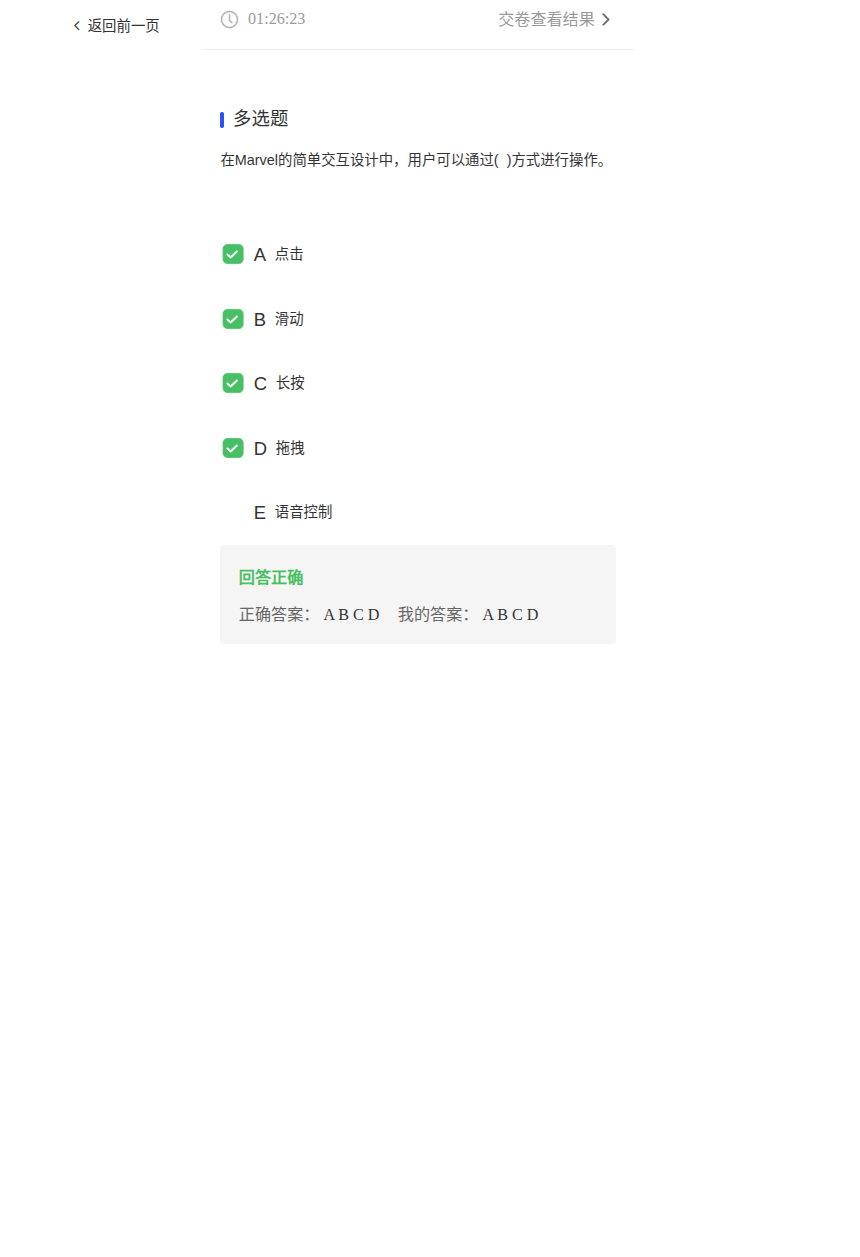 返回前一页
01:26:23 交卷查看结果
多选题
在Marvel的简单交互设计中，用户可以通过(  )方式进行操作。
A 点击
B 滑动
C 长按
D 拖拽
E 语音控制
回答正确
正确答案： A B C D 我的答案： A B C D